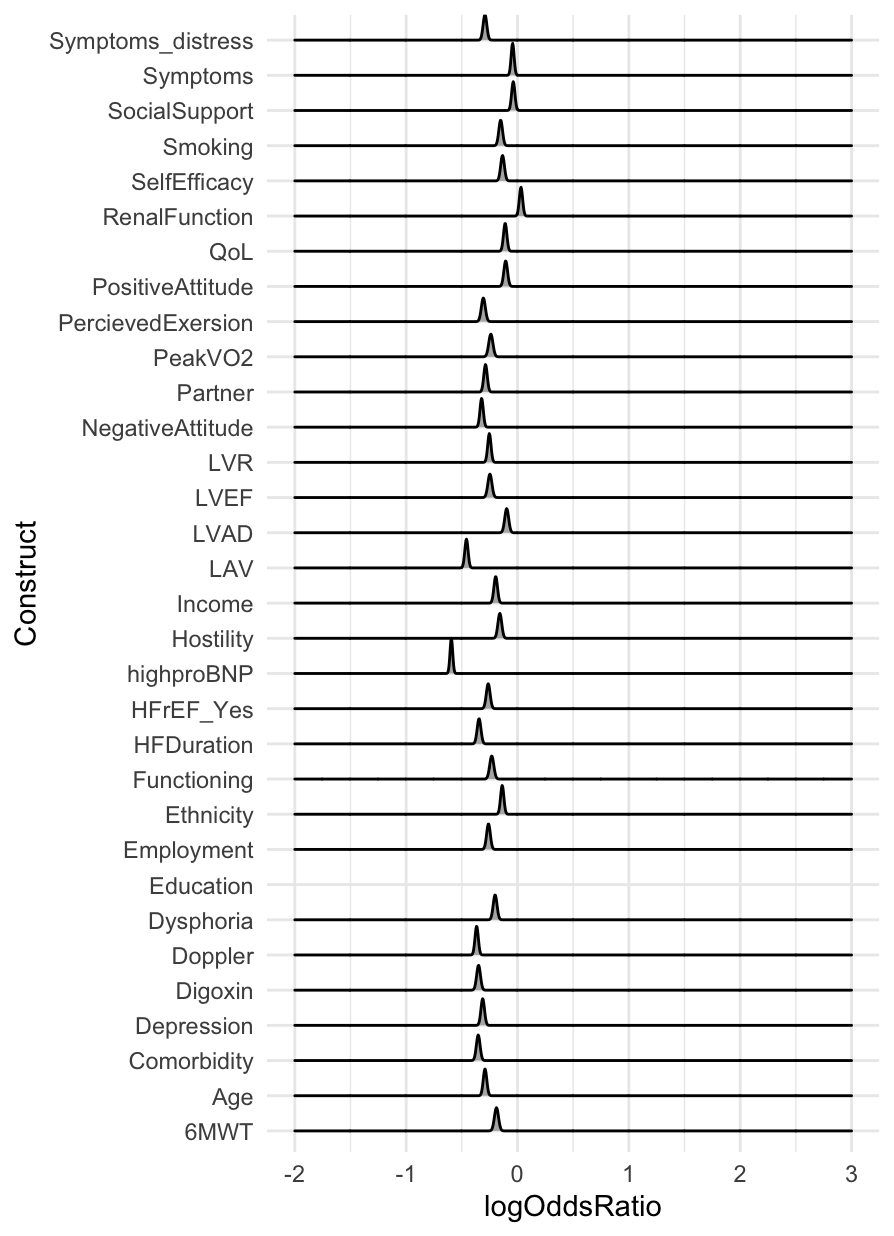 Symptoms_distress
Symptoms
SocialSupport
Smoking
SelfEfficacy
RenalFunction
QoL
PositiveAttitude
PercievedExersion
PeakVO2
Partner
NegativeAttitude
LVR
LVEF
LVAD
LAV
Income
Hostility
highproBNP
HFrEF_Yes
HFDuration
Functioning
Ethnicity
Employment
Education
Dysphoria
Doppler
Digoxin
Depression
Comorbidity
Age
6MWT
Construct
-2 -1 0 1 2 3
logOddsRatio